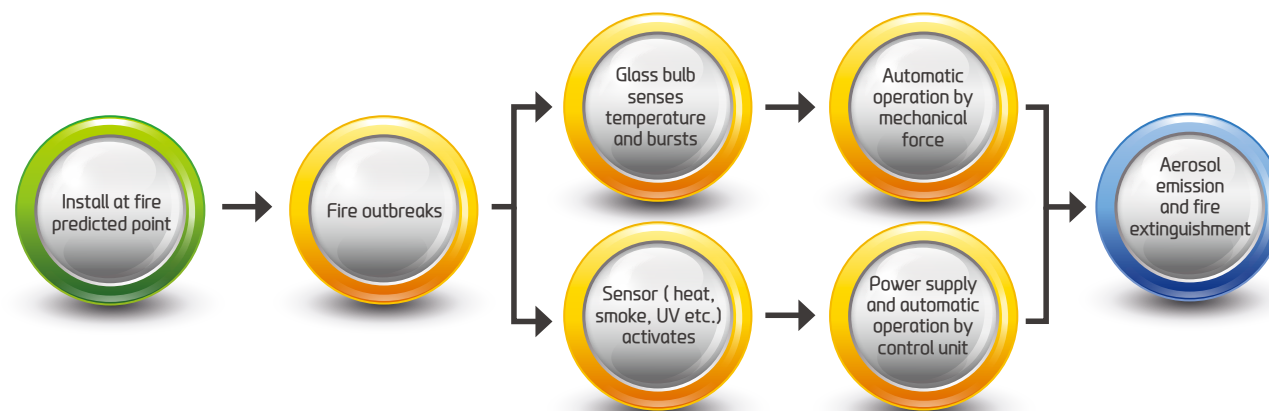 Install at fire
predicted point
Fire outbreaks
Glass bulb
senses
temperature
and bursts
Automatic
operation by
mechanical
force
Sensor ( heat,
smoke, UV etc.)
activates
Power supply
and automatic
operation by
control unit
Aerosol
emission
and fire
extinguishment